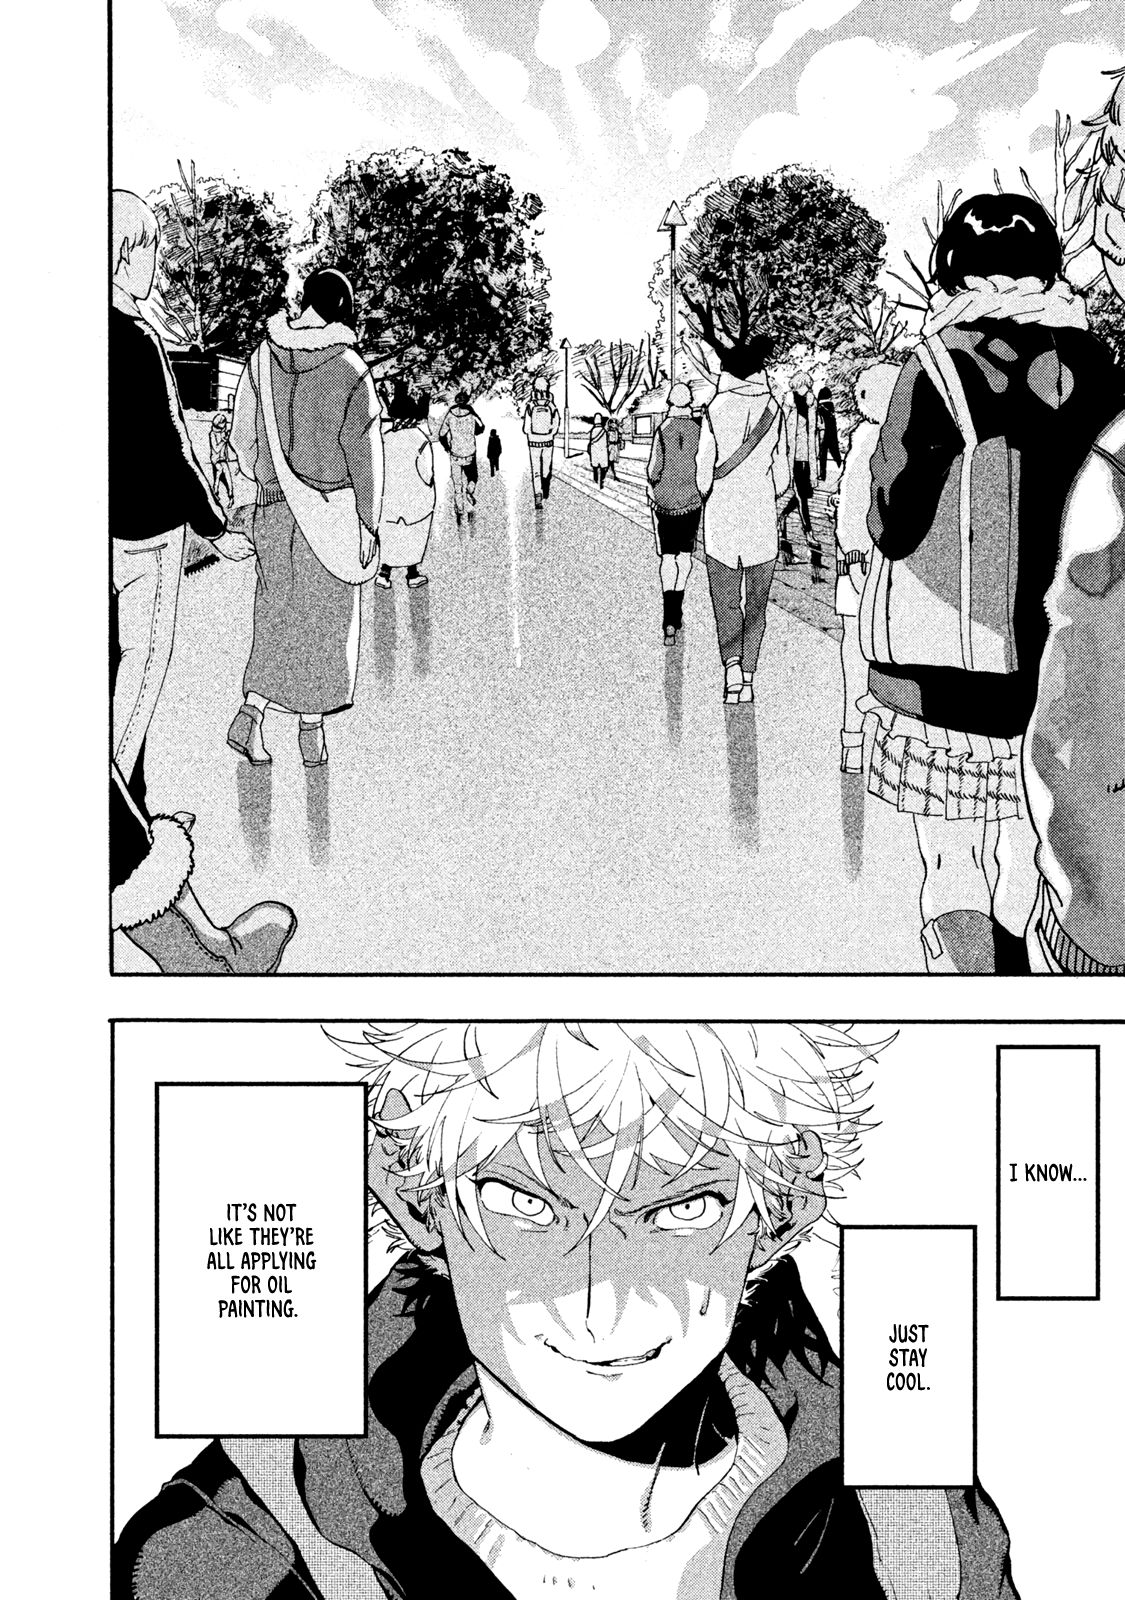 I KNOW...
JUST
STAY
COOL.
IT'S NOT
LIKE THEY'RE
ALL APPLYING
FOR OIL
PAINTING.